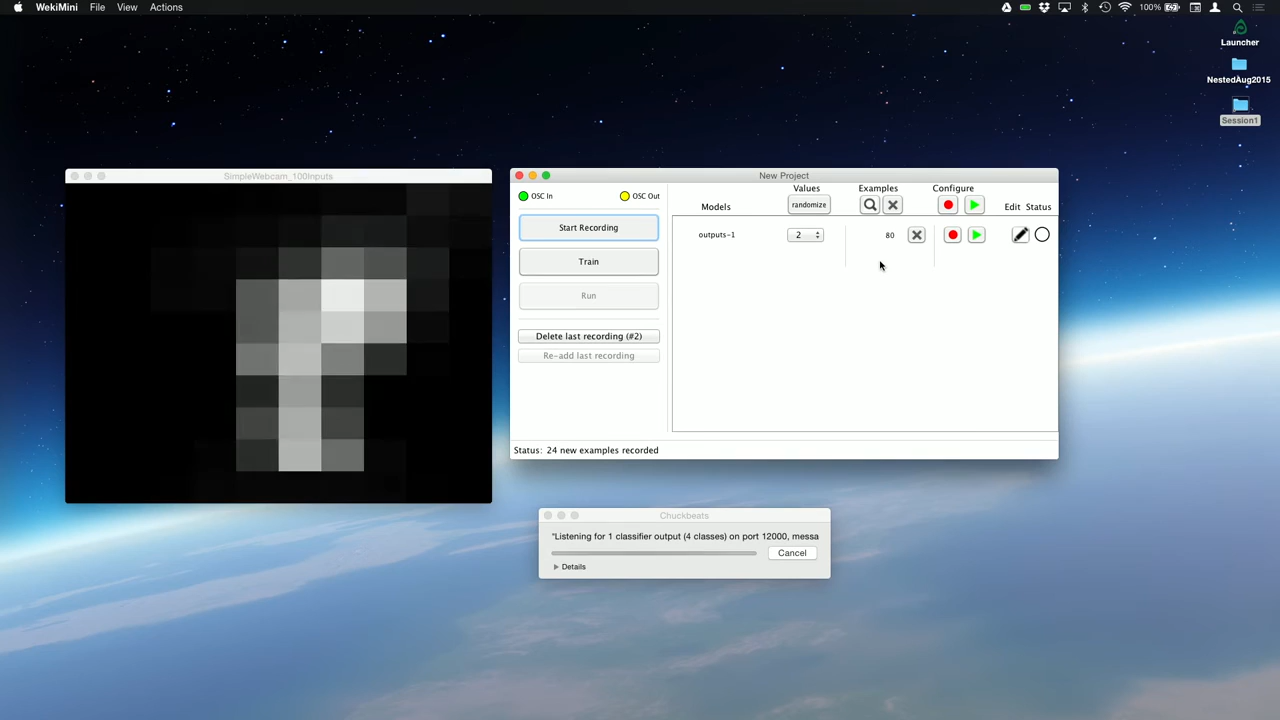 WekiMini File View Actions 100%
Launcher
NestedAug2015
Session1
SimpleWebcam_100Inputs
New Project
OSC In OSC Out
Start Recording
Train
Run
Delete last recording (#2)
Re-add last recording
Values Examples Configure
Models randomize Edit Status
outputs-1 2 80
Status: 24 new examples recorded
Chuckbeats
"Listening for 1 classifier output (4 classes) on port 12000, messa
Cancel
Details